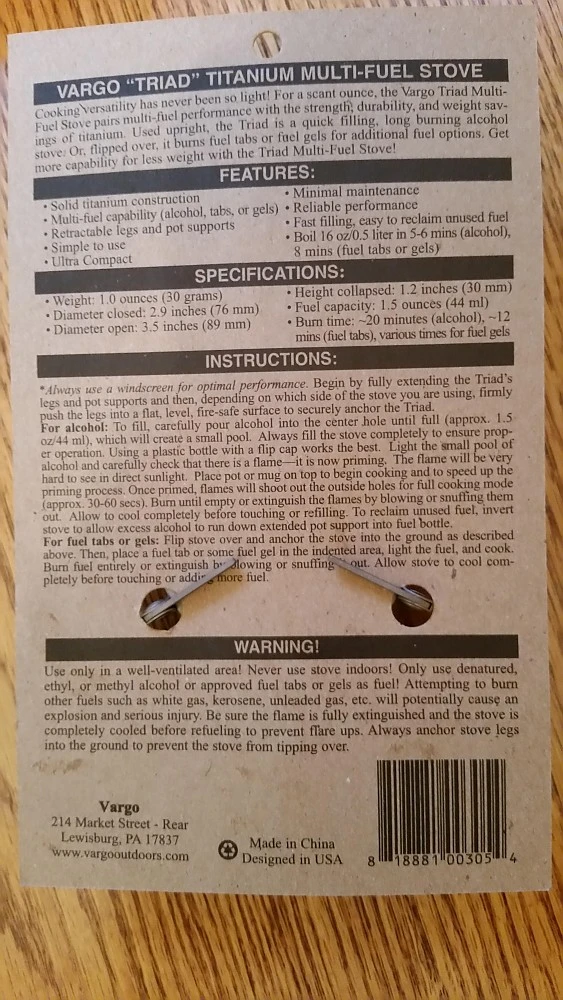 VARGO "TRIAD" TITANIUM MULTI-FUEL STOVE
Cooking versatility has never been so light! For a scant ounce, the Vargo Triad Multi-
Fuel Stove pairs multi-fuel performance with the strength, durability, and weight sav-
ings of titanium. Used upright, the Triad is a quick filling, long burning alcohol
stove. Or, flipped over, it burns fuel tabs or fuel gels for additional fuel options. Get
more capability for less weight with the Triad Multi-Fuel Stove!
FEATURES:
• Solid titanium construction
• Multi-fuel capability (alcohol, tabs, or gels)
• Retractable legs and pot supports
• Simple to use
• Ultra Compact
• Minimal maintenance
• Reliable performance
• Fast filling, easy to reclaim unused fuel
• Boil 16 oz/0.5 liter in 5-6 mins (alcohol),
8 mins (fuel tabs or gels)
SPECIFICATIONS:
• Weight: 1.0 ounces (30 grams)
• Diameter closed: 2.9 inches (76 mm)
• Diameter open: 3.5 inches (89 mm)
• Height collapsed: 1.2 inches (30 mm)
• Fuel capacity: 1.5 ounces (44 ml)
• Burn time: ~20 minutes (alcohol), ~12
mins (fuel tabs), various times for fuel gels
INSTRUCTIONS:
*Always use a windscreen for optimal performance. Begin by fully extending the Triad's
legs and pot supports and then, depending on which side of the stove you are using, firmly
push the legs into a flat, level, fire-safe surface to securely anchor the Triad.
For alcohol: To fill, carefully pour alcohol into the center hole until full (approx. 1.5
oz/44 ml), which will create a small pool. Always fill the stove completely to ensure prop-
er operation. Using a plastic bottle with a flip cap works the best. Light the small pool of
alcohol and carefully check that there is a flame—it is now priming. The flame will be very
hard to see in direct sunlight. Place pot or mug on top to begin cooking and to speed up the
priming process. Once primed, flames will shoot out the outside holes for full cooking mode
(approx. 30-60 secs). Burn until empty or extinguish the flames by blowing or snuffing them
out. Allow to cool completely before touching or refilling. To reclaim unused fuel, invert
stove to allow excess alcohol to run down extended pot support into fuel bottle.
For fuel tabs or gels: Flip stove over and anchor the stove into the ground as described
above. Then, place a fuel tab or some fuel gel in the indented area, light the fuel, and cook.
Burn fuel entirely or extinguish by blowing or snuffing out. Allow stove to cool com-
pletely before touching or adding more fuel.
WARNING!
Use only in a well-ventilated area! Never use stove indoors! Only use denatured,
ethyl, or methyl alcohol or approved fuel tabs or gels as fuel! Attempting to burn
other fuels such as white gas, kerosene, unleaded gas, etc. will potentially cause an
explosion and serious injury. Be sure the flame is fully extinguished and the stove is
completely cooled before refueling to prevent flare ups. Always anchor stove legs
into the ground to prevent the stove from tipping over.
Vargo
214 Market Street - Rear
Lewisburg, PA 17837
www.vargooutdoors.com
Made in China
Designed in USA
8 18881 00305 4